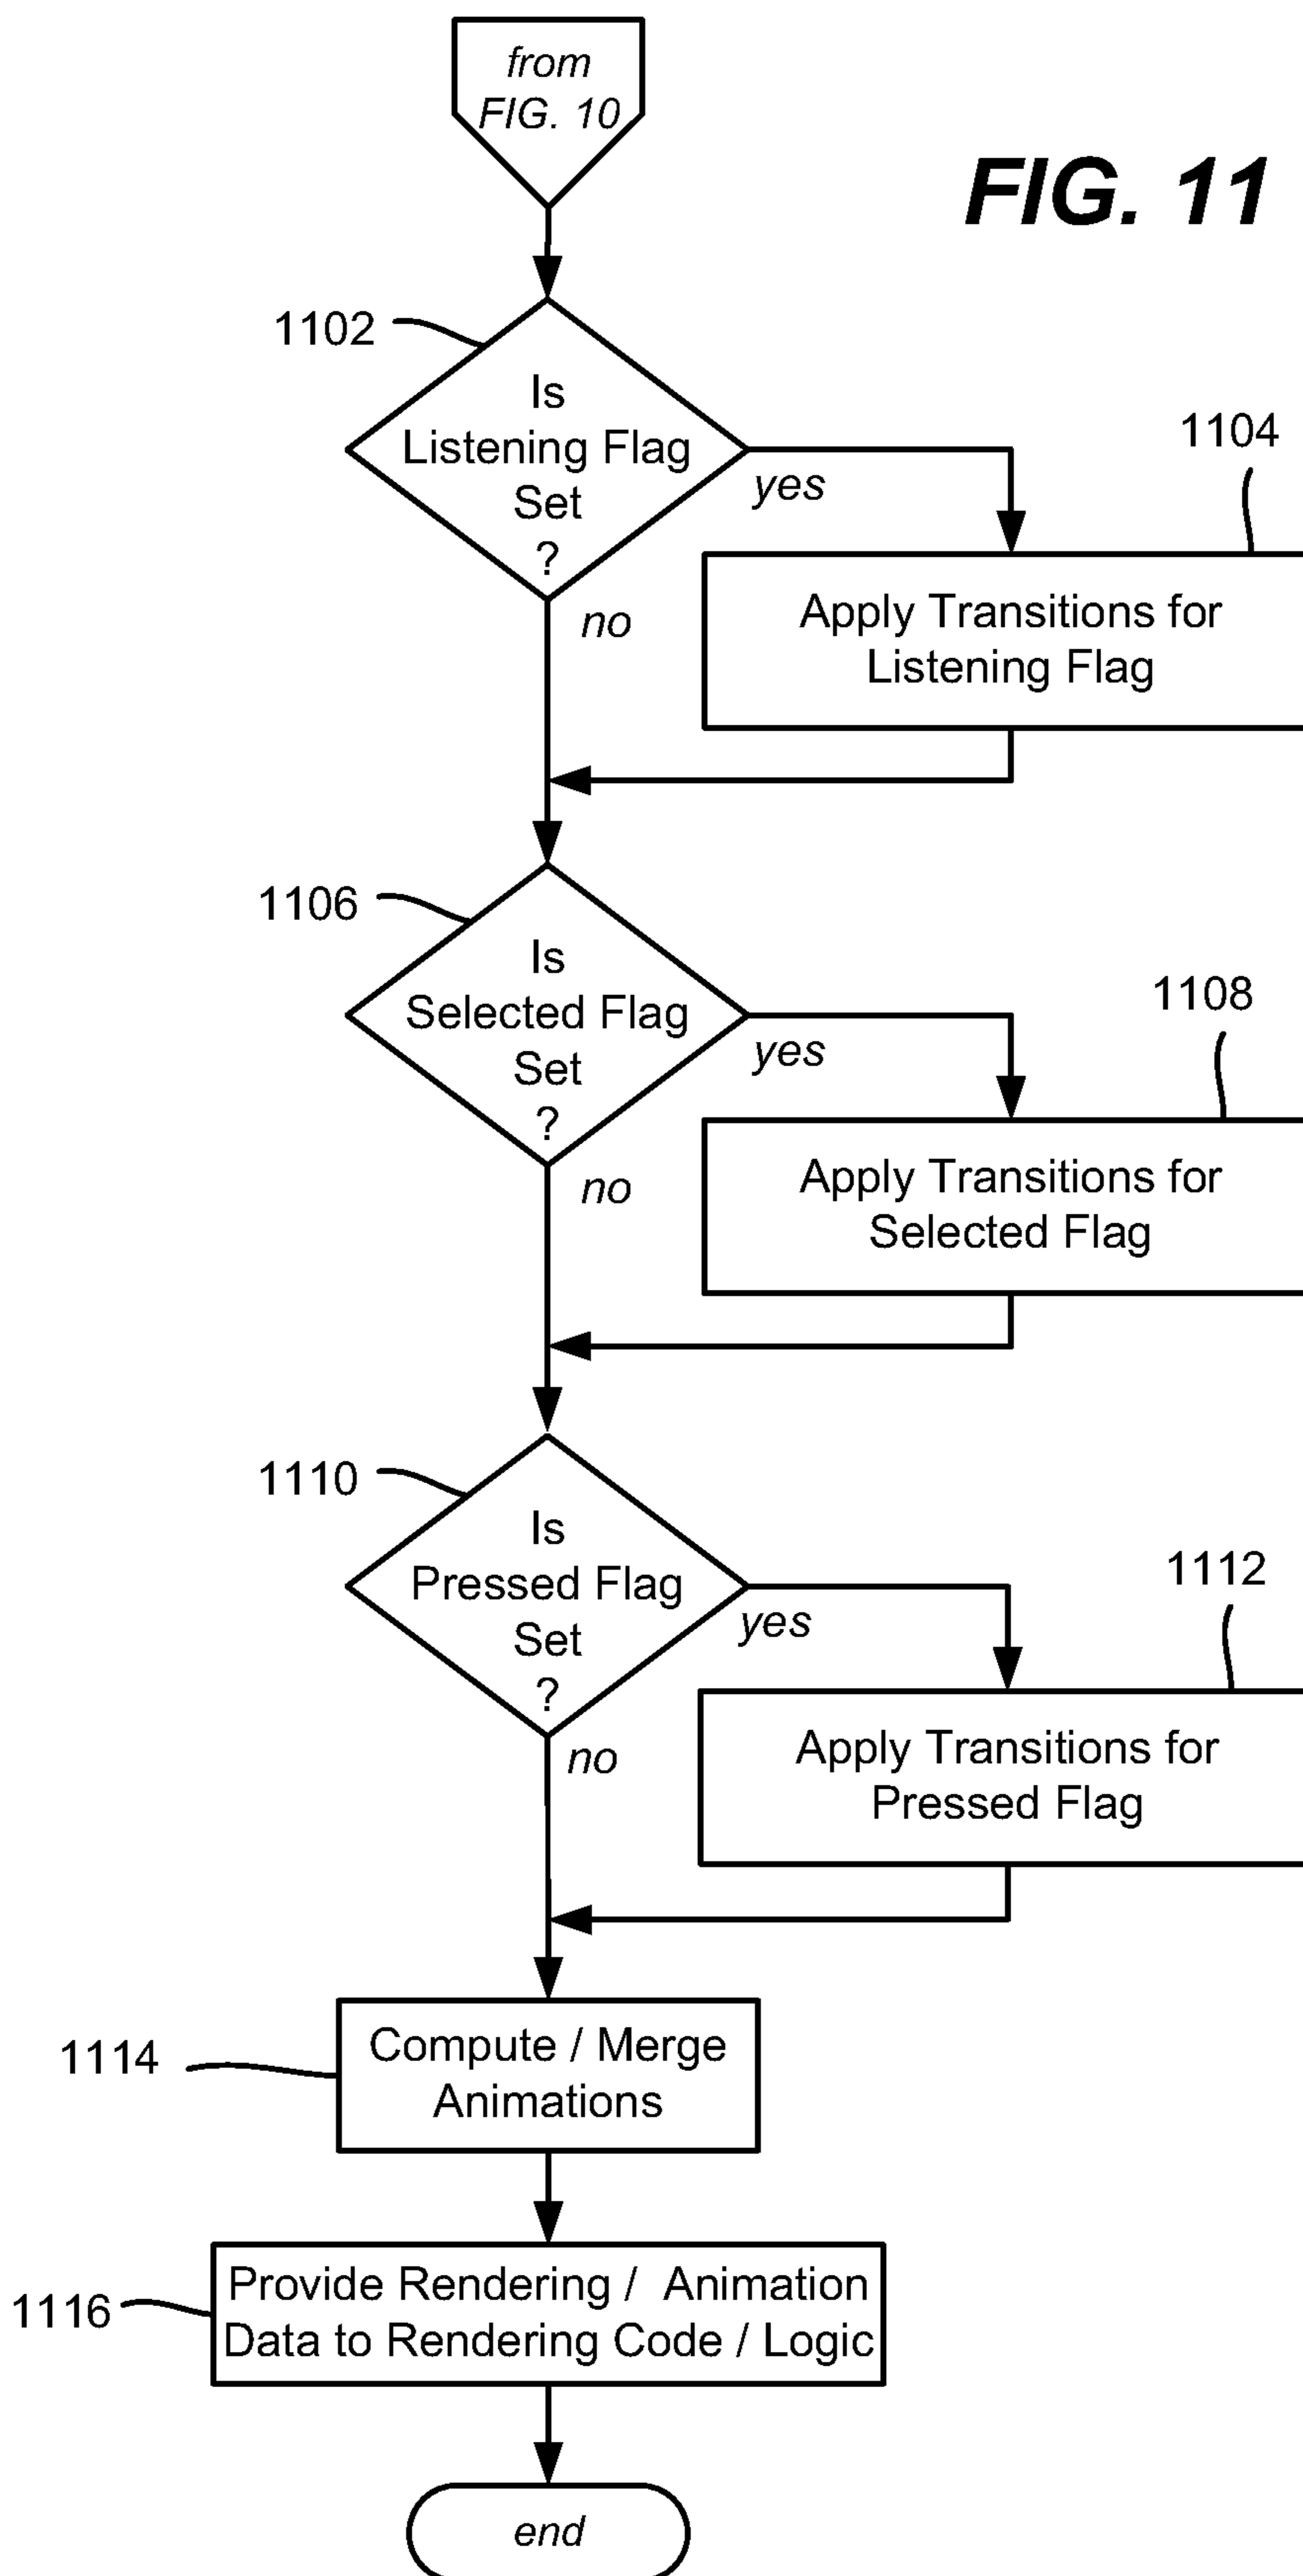 from
FIG. 10
FIG. 11
1102
Is
Listening Flag
Set
?
yes
no
1104
Apply Transitions for
Listening Flag
1106
Is
Selected Flag
Set
?
yes
no
1108
Apply Transitions for
Selected Flag
1110
Is
Pressed Flag
Set
?
yes
no
1112
Apply Transitions for
Pressed Flag
1114
Compute / Merge
Animations
1116
Provide Rendering / Animation
Data to Rendering Code / Logic
end